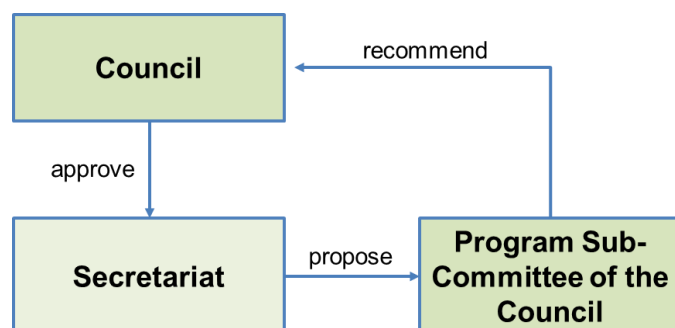 recommend
Council
approve
Secretariat
propose
Program Sub-
Committee of the
Council